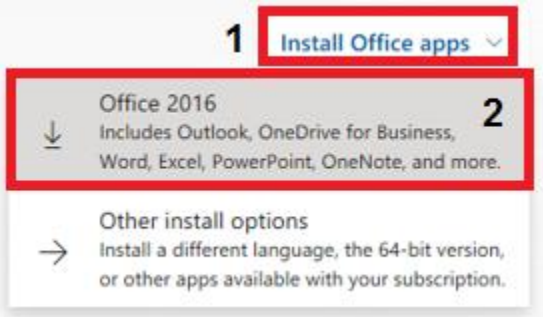 1 Install Office apps
Office 2016
2
Includes Outlook, OneDrive for Business,
Word, Excel, PowerPoint, OneNote, and more.
Other install options
Install a different language, the 64-bit version,
or other apps available with your subscription.